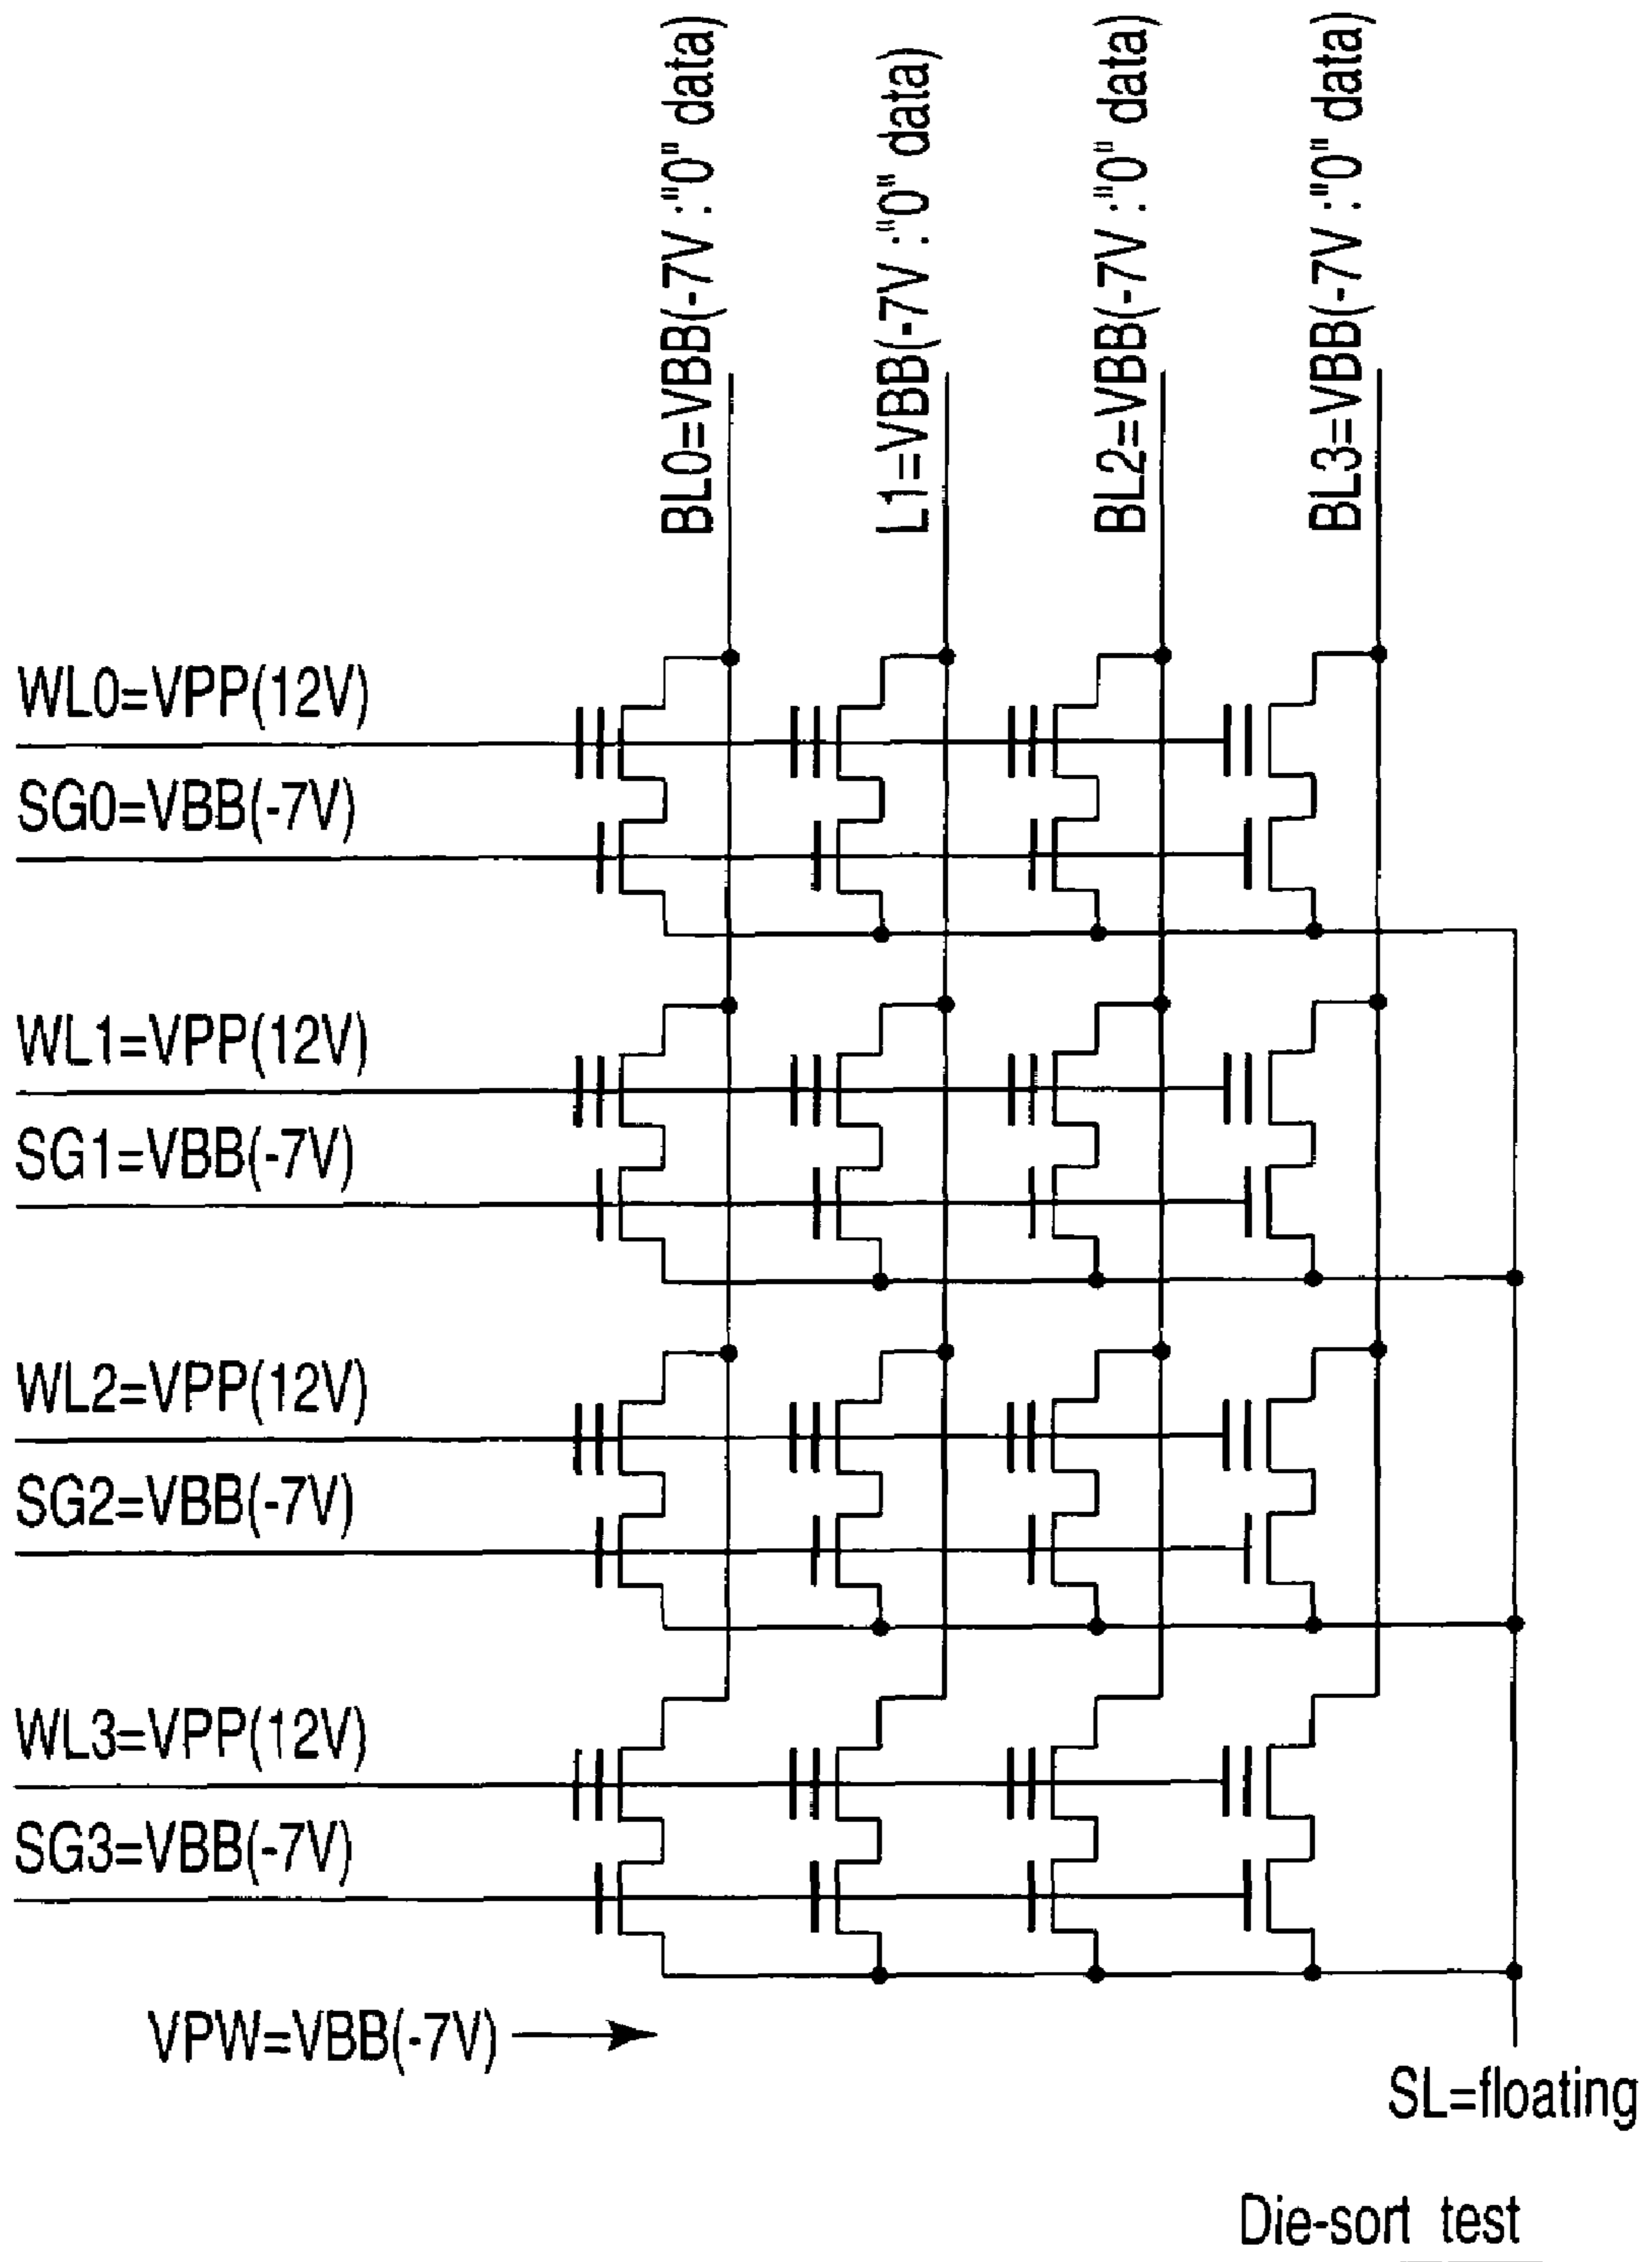 BL0=VBB(-7V :"0" data)
L1=VBB(-7V :"0" data)
BL2=VBB(-7V :"0" data)
BL3=VBB(-7V :"0" data)
WL0=VPP(12V)
SG0=VBB(-7V)
WL1=VPP(12V)
SG1=VBB(-7V)
WL2=VPP(12V)
SG2=VBB(-7V)
WL3=VPP(12V)
SG3=VBB(-7V)
VPW=VBB(-7V)
SL=floating
Die-sort test